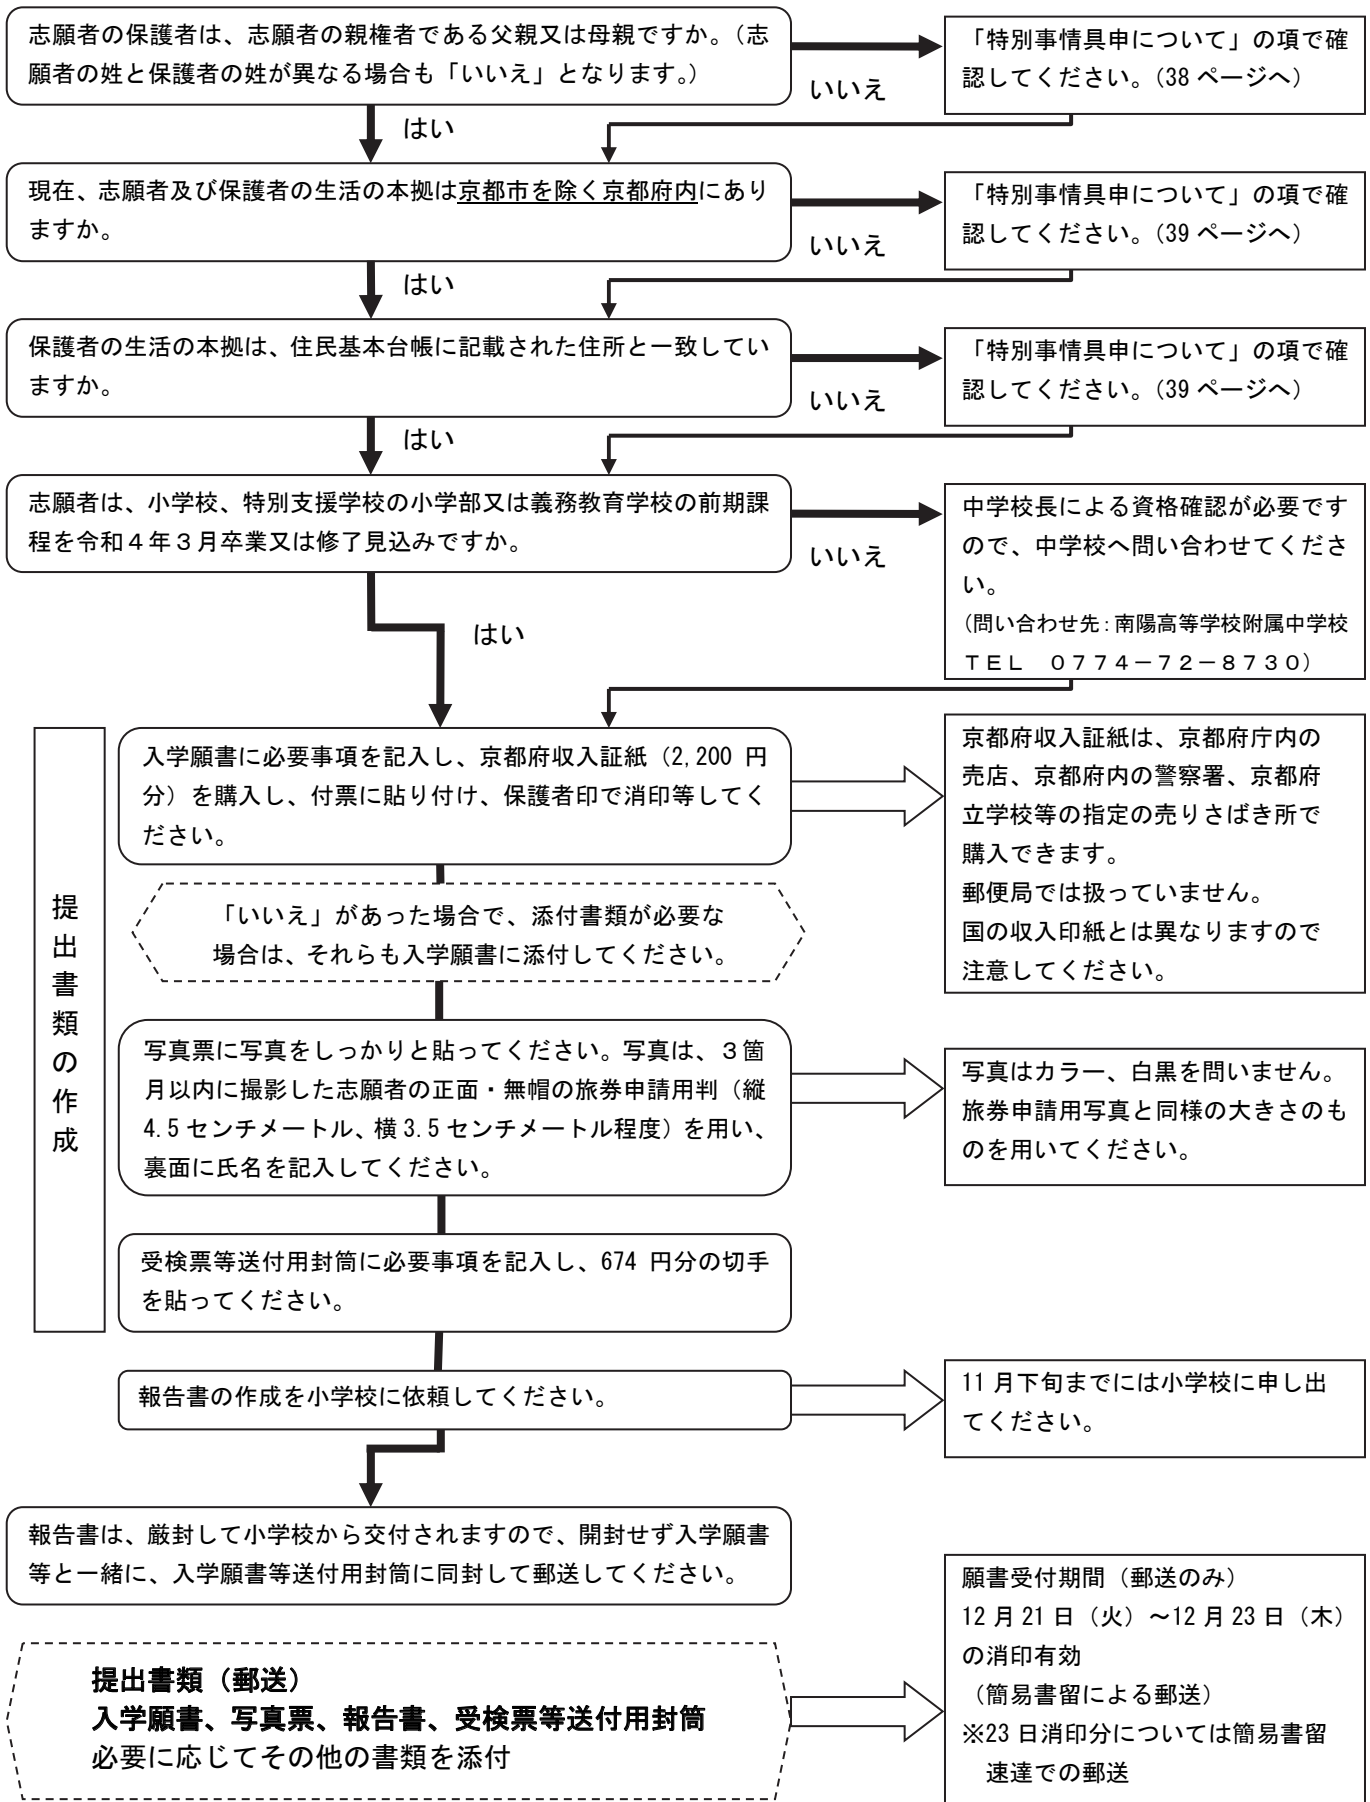 志願者の保護者は、志願者の親権者である父親又は母親ですか。（志
願者の姓と保護者の姓が異なる場合も「いいえ」となります。）
いいえ
「特別事情具申について」の項で確
認してください。（38 ページへ）
はい
現在、志願者及び保護者の生活の本拠は京都市を除く京都府内にあり
ますか。
いいえ
「特別事情具申について」の項で確
認してください。（39 ページへ）
はい
保護者の生活の本拠は、住民基本台帳に記載された住所と一致してい
ますか。
いいえ
「特別事情具申について」の項で確
認してください。（39 ページへ）
はい
志願者は、小学校、特別支援学校の小学部又は義務教育学校の前期課
程を令和４年３月卒業又は修了見込みですか。
いいえ
中学校長による資格確認が必要です
ので、中学校へ問い合わせてくださ
い。
（問い合わせ先：南陽高等学校附属中学校
ＴＥＬ　０７７４－７２－８７３０）
はい
提出書類の作成
入学願書に必要事項を記入し、京都府収入証紙（2,200 円
分）を購入し、付票に貼り付け、保護者印で消印等してく
ださい。
京都府収入証紙は、京都府庁内の
売店、京都府内の警察署、京都府
立学校等の指定の売りさばき所で
購入できます。
郵便局では扱っていません。
国の収入印紙とは異なりますので
注意してください。
「いいえ」があった場合で、添付書類が必要な
場合は、それらも入学願書に添付してください。
写真票に写真をしっかりと貼ってください。写真は、３箇
月以内に撮影した志願者の正面・無帽の旅券申請用判（縦
4.5 センチメートル、横 3.5 センチメートル程度）を用い、
裏面に氏名を記入してください。
写真はカラー、白黒を問いません。
旅券申請用写真と同様の大きさのも
のを用いてください。
受検票等送付用封筒に必要事項を記入し、674 円分の切手
を貼ってください。
報告書の作成を小学校に依頼してください。
11 月下旬までには小学校に申し出
てください。
報告書は、厳封して小学校から交付されますので、開封せず入学願書
等と一緒に、入学願書等送付用封筒に同封して郵送してください。
提出書類（郵送）
入学願書、写真票、報告書、受検票等送付用封筒
必要に応じてその他の書類を添付
願書受付期間（郵送のみ）
12 月 21 日（火）～12 月 23 日（木）
の消印有効
（簡易書留による郵送）
※23 日消印分については簡易書留
速達での郵送